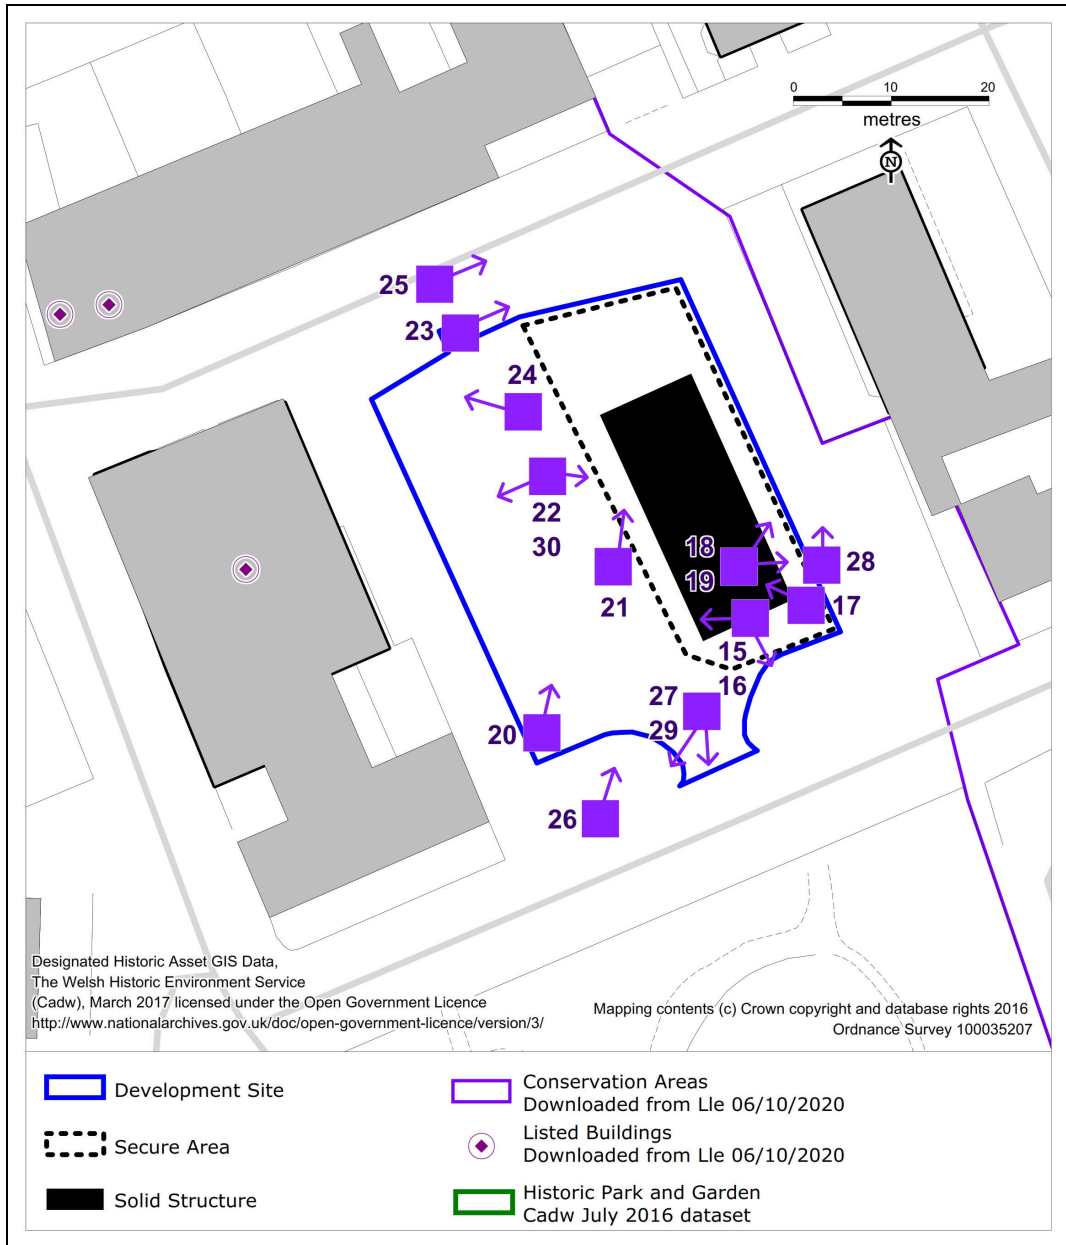 0 10 20
metres
N
25
23
24
22
30
21
18
19
28
17
15
16
27
29
20
26
Designated Historic Asset GIS Data,
The Welsh Historic Environment Service
(Cadw), March 2017 licensed under the Open Government Licence
http://www.nationalarchives.gov.uk/doc/open-government-licence/version/3/
Mapping contents (c) Crown copyright and database rights 2016
Ordnance Survey 100035207
Development Site
Secure Area
Solid Structure
Conservation Areas
Downloaded from Lle 06/10/2020
Listed Buildings
Downloaded from Lle 06/10/2020
Historic Park and Garden
Cadw July 2016 dataset